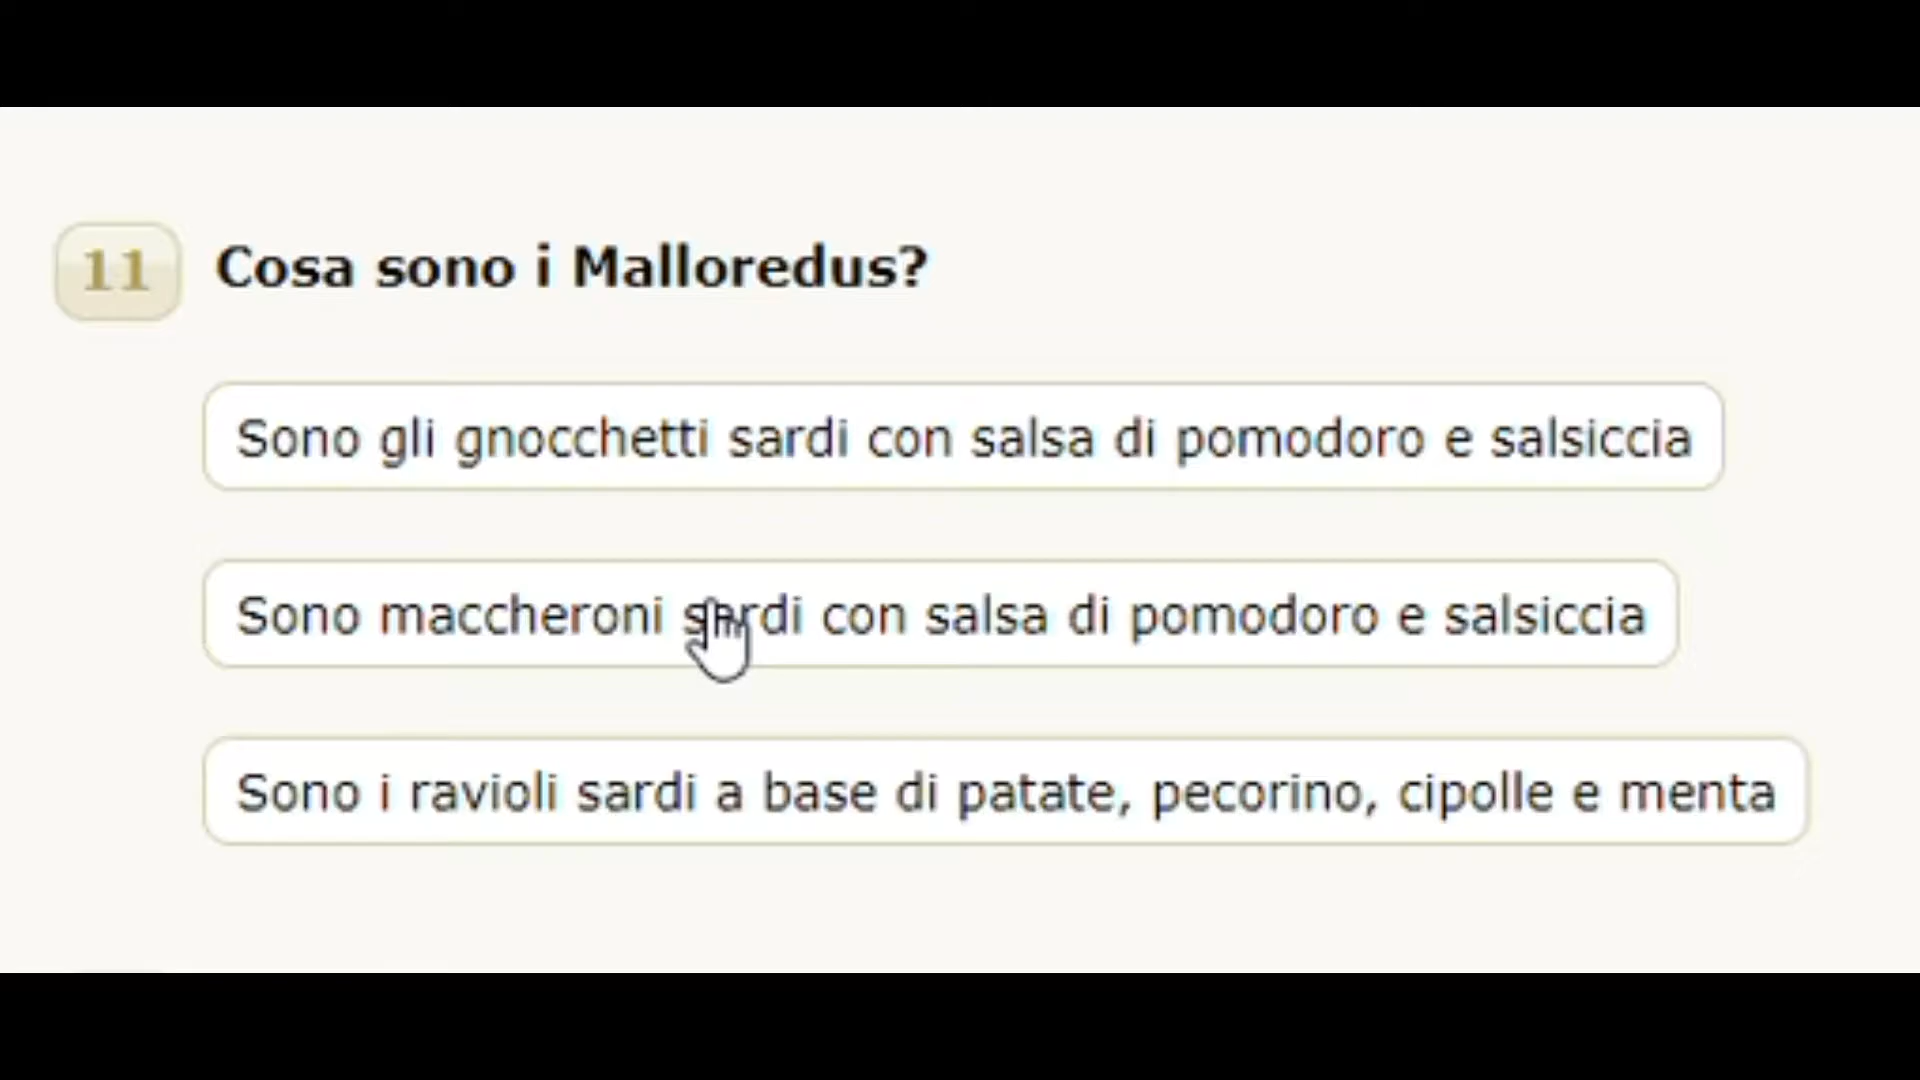 11 Cosa sono i Malloredus?
Sono gli gnocchetti sardi con salsa di pomodoro e salsiccia
Sono maccheroni sardi con salsa di pomodoro e salsiccia
Sono i ravioli sardi a base di patate, pecorino, cipolle e menta